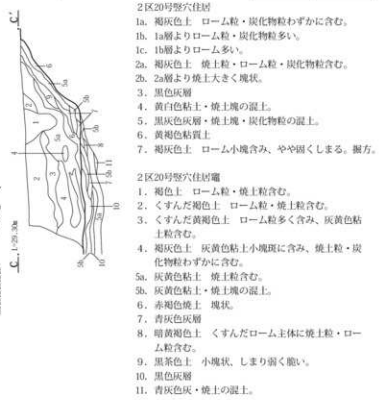 2区20号竪穴住居
1a. 褐灰色土 ローム粒・炭化物粒わずかに含む。
1b. 1a層よりローム粒・炭化物粒多い。
1c. 1b層よりローム多い。
2a. 褐灰色土 焼土粒・ローム粒・炭化物粒含む。
2b. 2a層より焼土大きく塊状。
3. 黒色灰層
4. 黄白色粘土・焼土塊の混土。
5. 黒灰色灰層・焼土塊・炭化物粒の混土。
6. 黄褐色粘質土
7. 褐灰色土 ローム小塊含み、やや固くしまる。掘方。
2区20号竪穴住居竈
1. 褐色土 ローム粒・焼土粒含む。
2. くすんだ褐色土 ローム粒・焼土粒含む。
3. くすんだ黄褐色土 ローム粒多く含み、灰黄色粘
土粒含む。
4. 褐灰色土 灰黄色粘土小塊斑に含み、焼土粒・炭
化物粒わずかに含む。
5a. 灰黄色粘土 焼土粒含む。
5b. 灰黄色粘土・焼土塊の混土。
6. 赤褐色焼土 塊状。
7. 青灰色灰層
8. 暗黄褐色土 くすんだローム主体に焼土粒・ロー
ム粒含む。
9. 黒茶色土 小塊状、しまり弱く脆い。
10. 黒色灰層
11. 青灰色灰・焼土の混土。
C L=29.30m C'
1
2
3
4
5a
5b
6
7
8
9
10
11